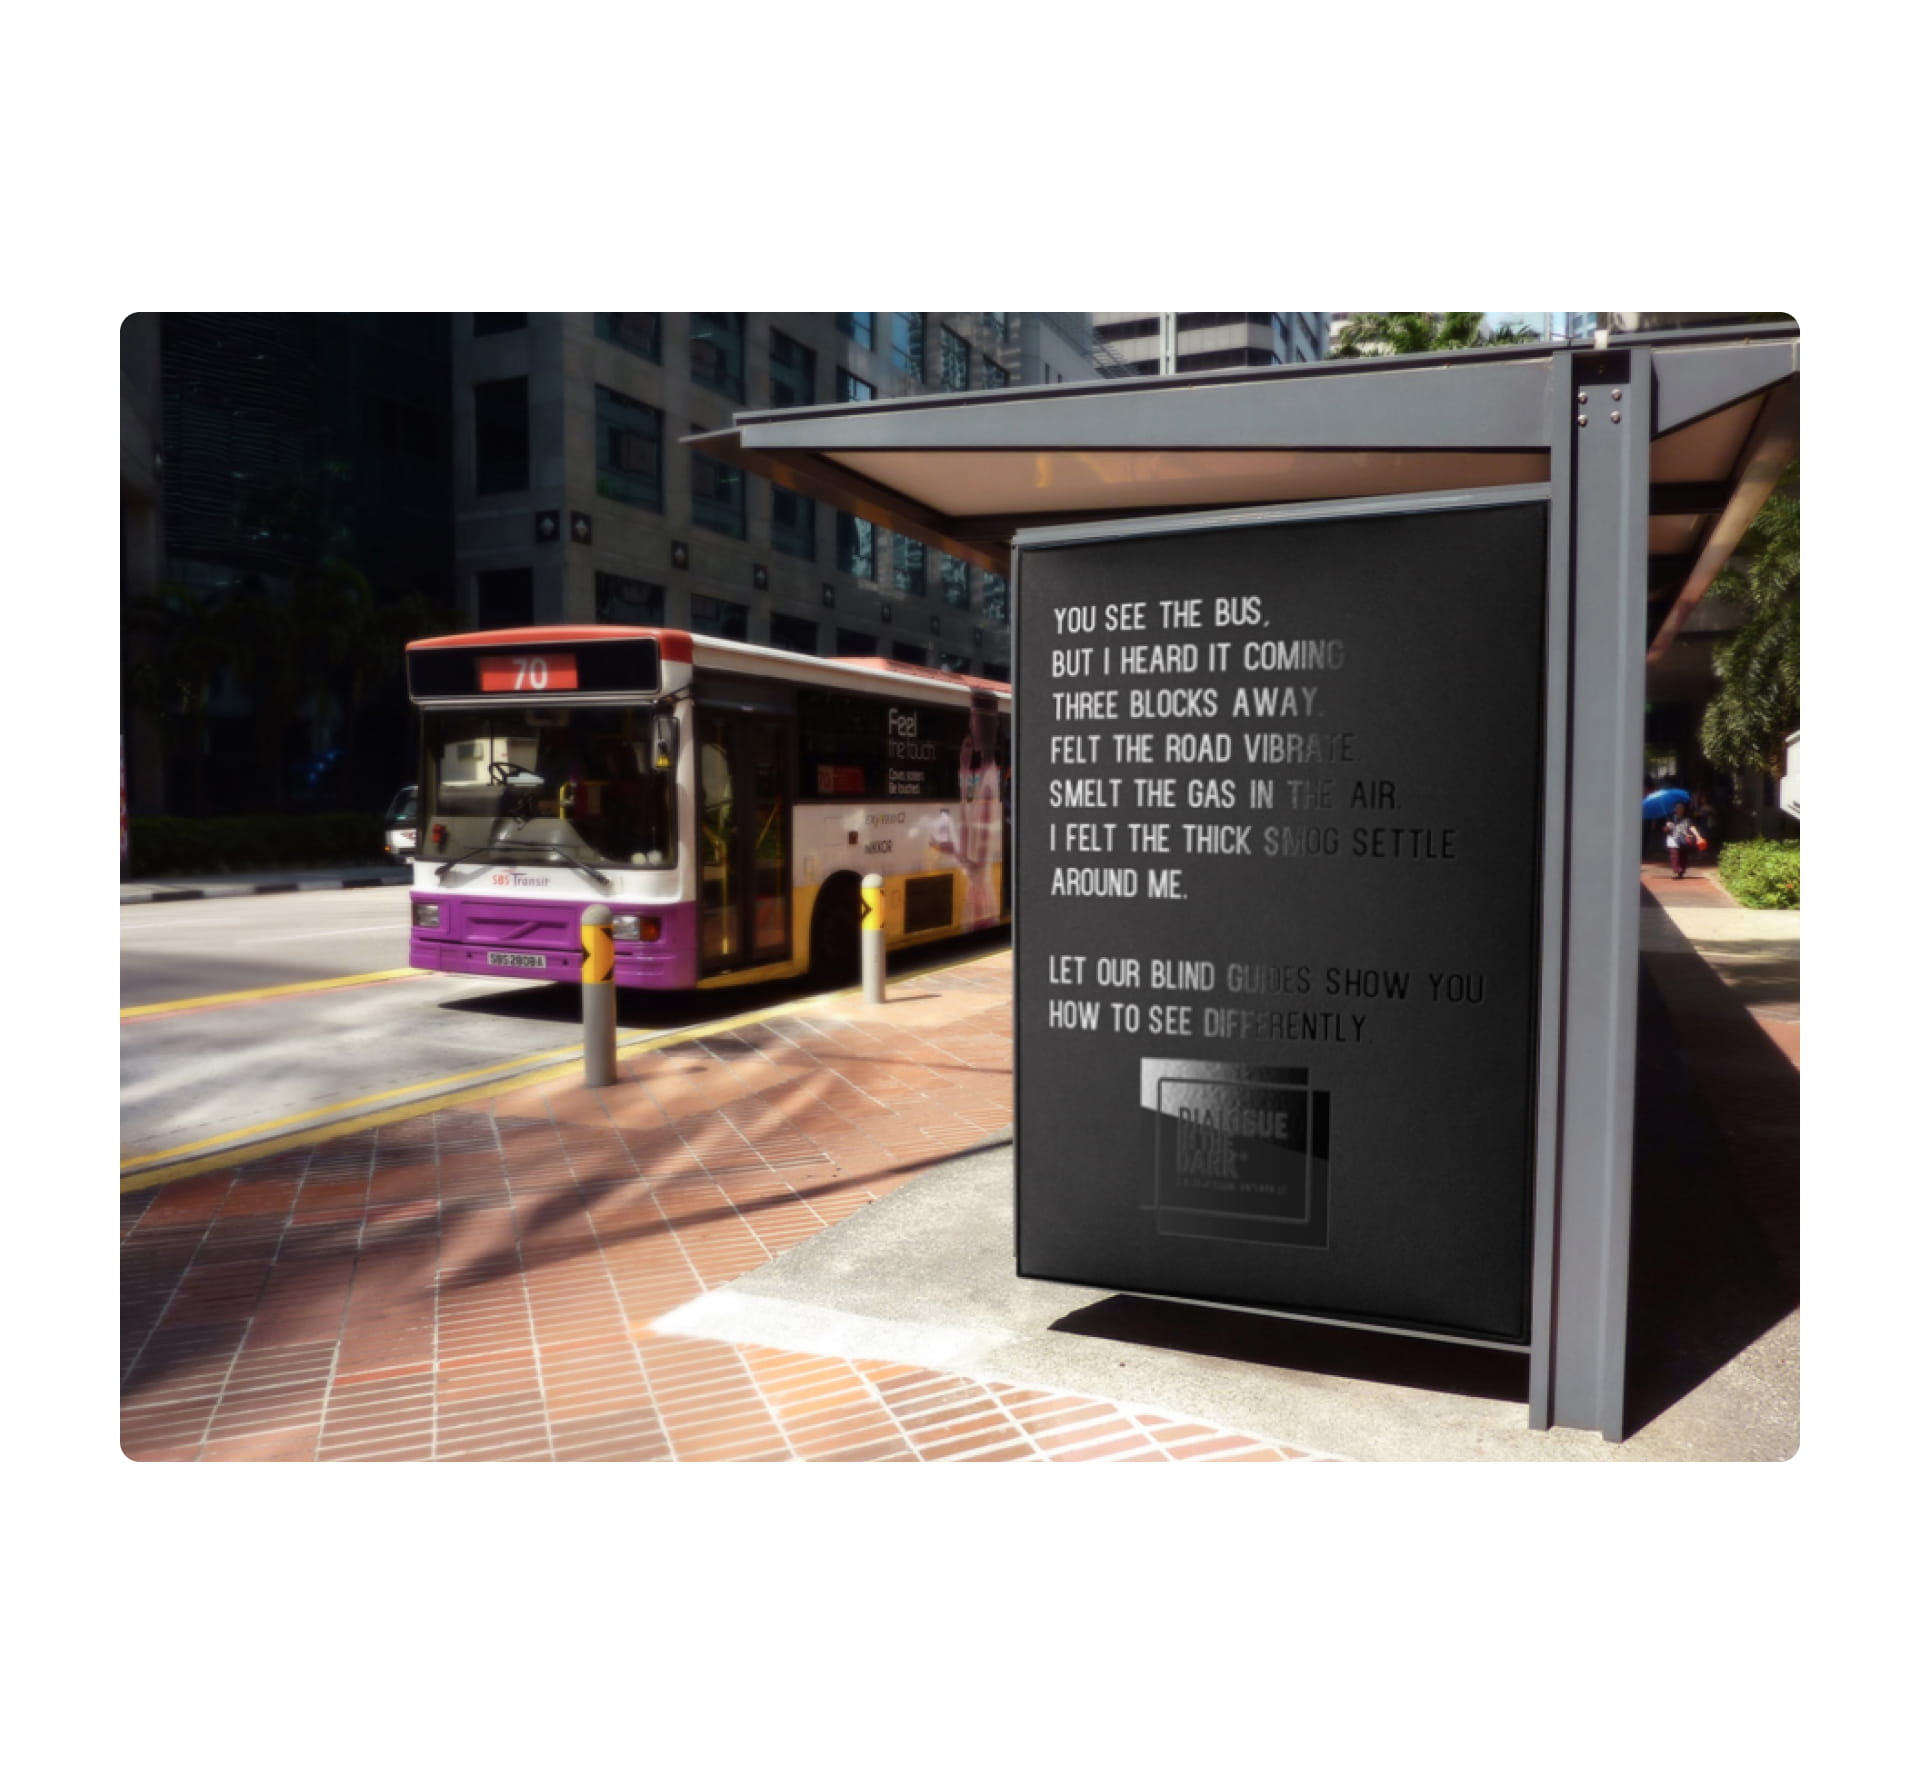 70
Feel
the touch
SBS Transit
SBS2808A
YOU SEE THE BUS,
BUT I HEARD IT COMING
THREE BLOCKS AWAY.
FELT THE ROAD VIBRATE.
SMELT THE GAS IN THE AIR.
I FELT THE THICK SMOG SETTLE
AROUND ME.
LET OUR BLIND GUIDES SHOW YOU
HOW TO SEE DIFFERENTLY.
DIALOGUE
IN THE
DARK